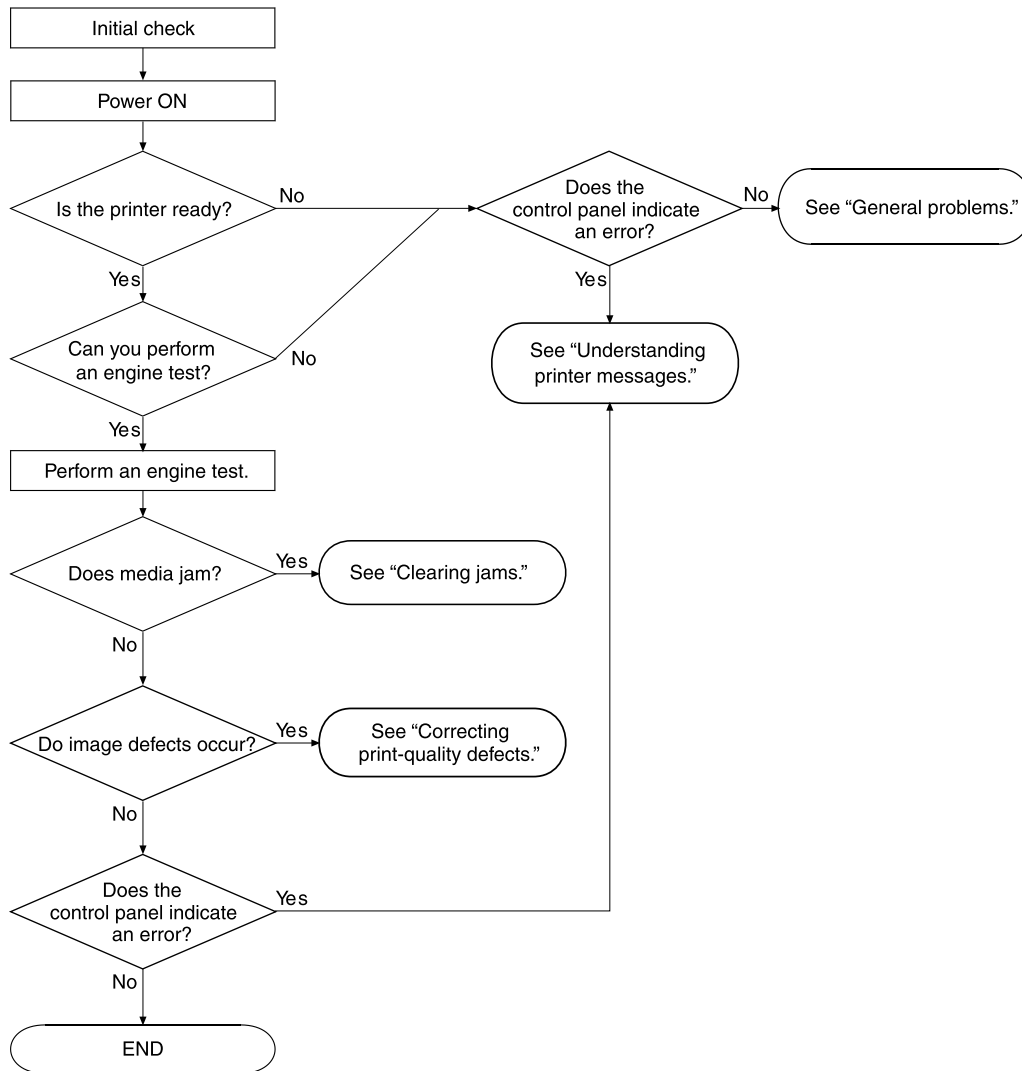 Initial check
Power ON
Is the printer ready?
No
Does the
control panel indicate
an error?
No
See “General problems.”
Yes
Yes
Can you perform
an engine test?
No
See “Understanding
printer messages.”
Yes
Perform an engine test.
Does media jam?
Yes
See “Clearing jams.”
No
Do image defects occur?
Yes
See “Correcting
print-quality defects.”
No
Does the
control panel indicate
an error?
Yes
No
END